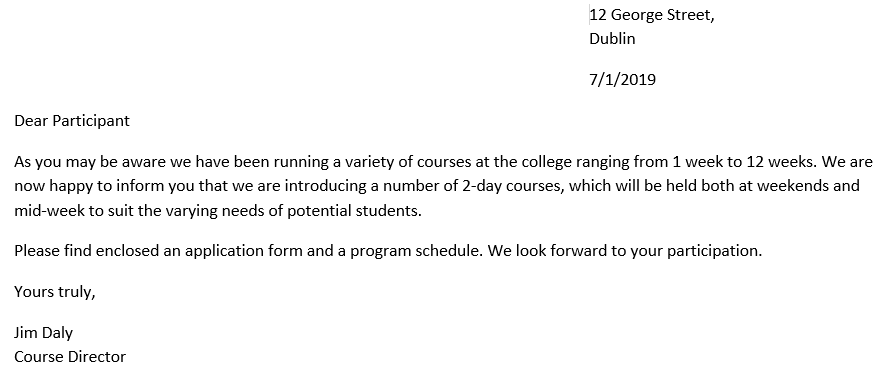 12 George Street,
Dublin
7/1/2019
Dear Participant
As you may be aware we have been running a variety of courses at the college ranging from 1 week to 12 weeks. We are
now happy to inform you that we are introducing a number of 2-day courses, which will be held both at weekends and
mid-week to suit the varying needs of potential students.
Please find enclosed an application form and a program schedule. We look forward to your participation.
Yours truly,
Jim Daly
Course Director